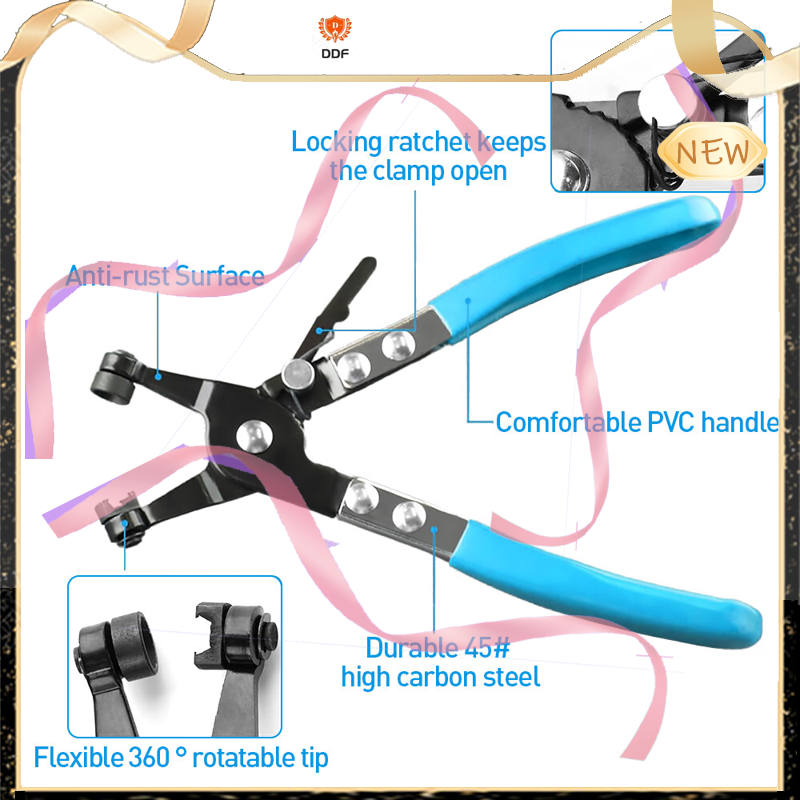 DDF
Locking ratchet keeps
the clamp open
NEW
Anti-rust Surface
Comfortable PVC handle
Durable 45#
high carbon steel
Flexible 360 ° rotatable tip